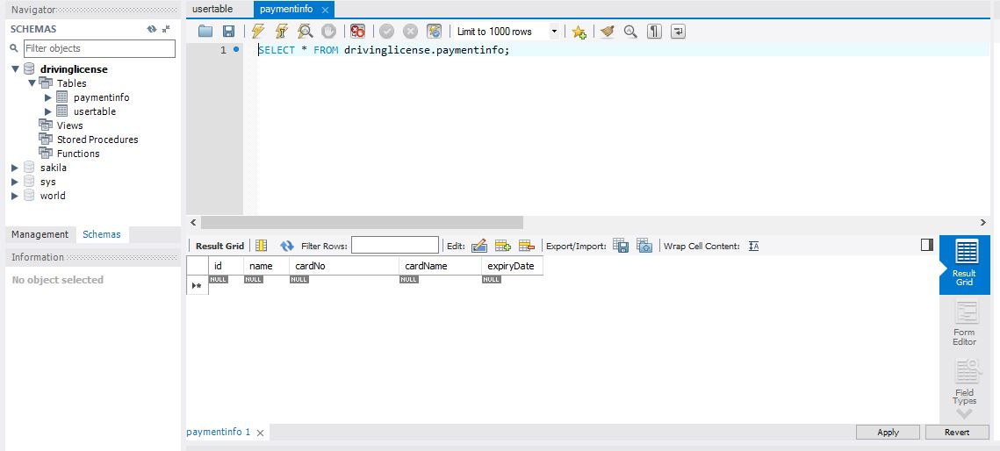 Navigator
SCHEMAS
Filter objects
drivinglicense
Tables
paymentinfo
usertable
Views
Stored Procedures
Functions
sakila
sys
world
Management Schemas
Information
No object selected
usertable paymentinfo
Limit to 1000 rows
1 SELECT * FROM drivinglicense.paymentinfo;
Result Grid Filter Rows: Edit: Export/Import: Wrap Cell Content:
id name cardNo cardName expiryDate
NULL NULL NULL NULL NULL
Result
Grid
Form
Editor
Field
Types
paymentinfo 1
Apply Revert